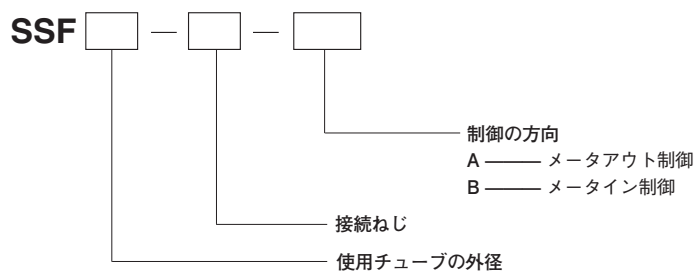 SSF□－□－□
制御の方向
A ―― メータアウト制御
B ―― メータイン制御
接続ねじ
使用チューブの外径